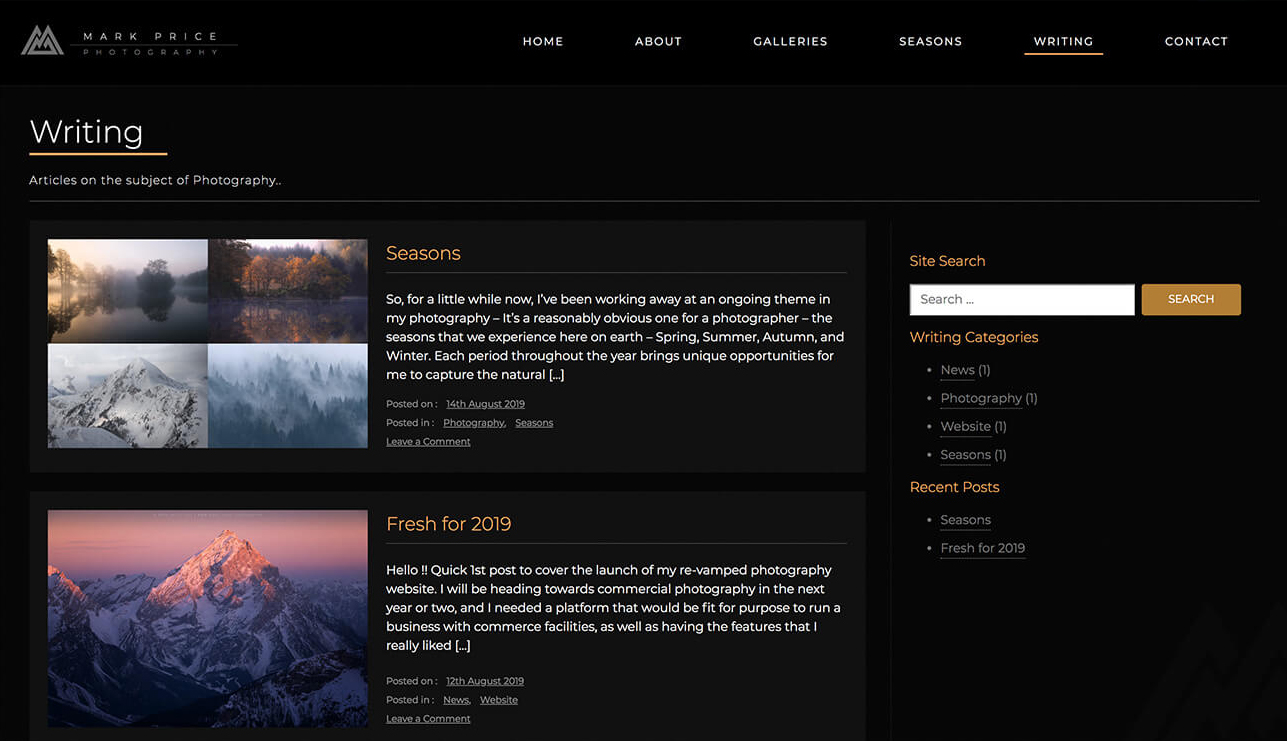 MARK PRICE
PHOTOGRAPHY
HOME ABOUT GALLERIES SEASONS WRITING CONTACT
Writing
Articles on the subject of Photography..
Seasons
So, for a little while now, I've been working away at an ongoing theme in
my photography – It's a reasonably obvious one for a photographer – the
seasons that we experience here on earth – Spring, Summer, Autumn, and
Winter. Each period throughout the year brings unique opportunities for
me to capture the natural [...]
Posted on : 14th August 2019
Posted in : Photography, Seasons
Leave a Comment
Fresh for 2019
Hello !! Quick 1st post to cover the launch of my re-vamped photography
website. I will be heading towards commercial photography in the next
year or two, and I needed a platform that would be fit for purpose to run a
business with commerce facilities, as well as having the features that I
really liked [...]
Posted on : 12th August 2019
Posted in : News, Website
Leave a Comment
Site Search
Search ... SEARCH
Writing Categories
• News (1)
• Photography (1)
• Website (1)
• Seasons (1)
Recent Posts
• Seasons
• Fresh for 2019